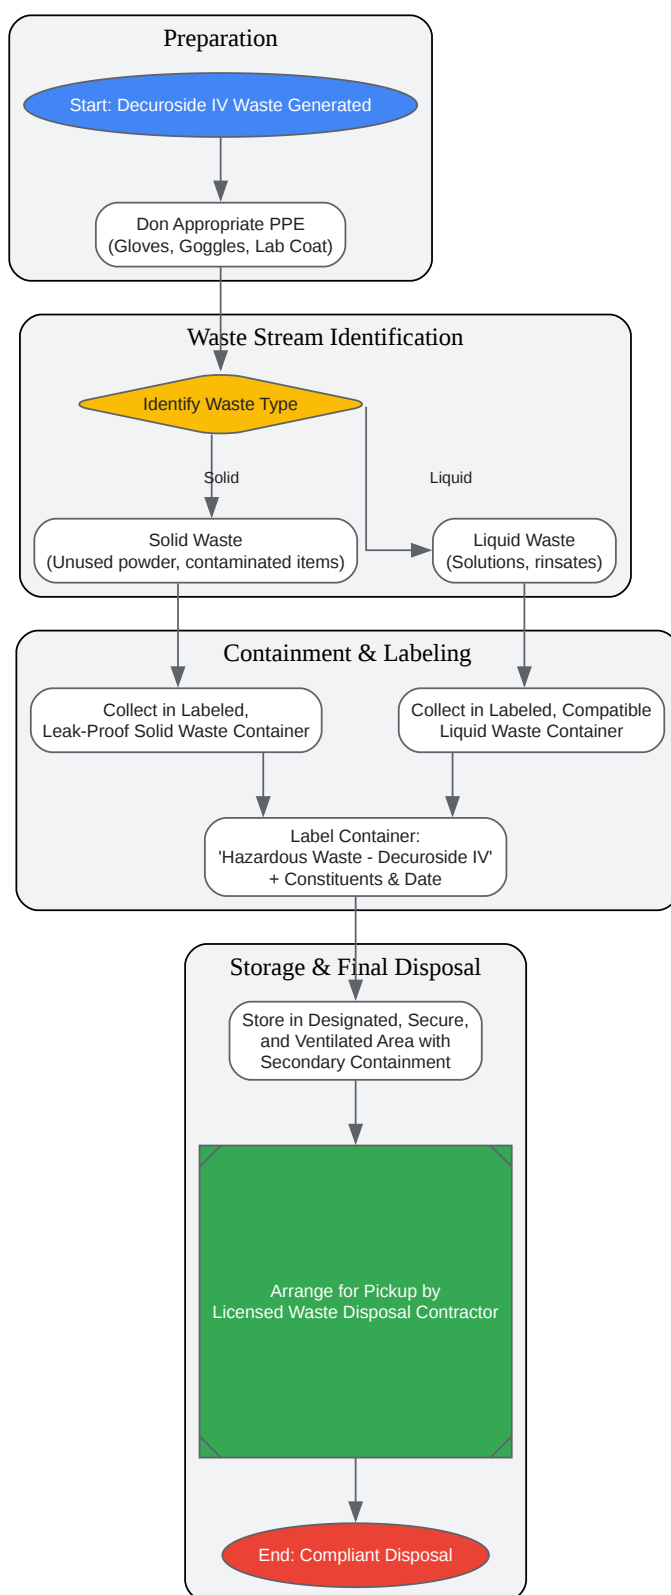 Preparation
Start: Decuroside IV Waste Generated
Don Appropriate PPE
(Gloves, Goggles, Lab Coat)
Waste Stream Identification
Identify Waste Type
Solid
Liquid
Solid Waste
(Unused powder, contaminated items)
Liquid Waste
(Solutions, rinsates)
Containment & Labeling
Collect in Labeled,
Leak-Proof Solid Waste Container
Collect in Labeled, Compatible
Liquid Waste Container
Label Container:
'Hazardous Waste - Decuroside IV'
+ Constituents & Date
Storage & Final Disposal
Store in Designated, Secure,
and Ventilated Area with
Secondary Containment
Arrange for Pickup by
Licensed Waste Disposal Contractor
End: Compliant Disposal